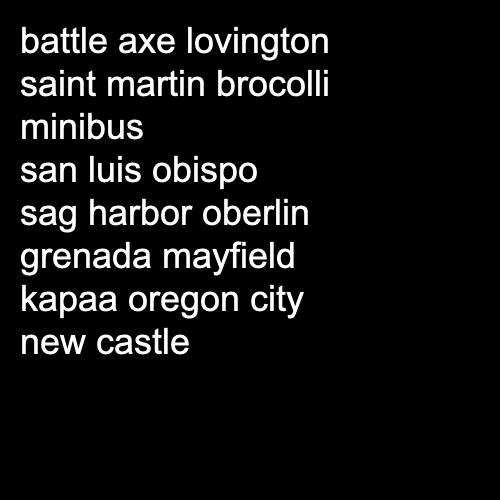 battle axe lovington
saint martin brocolli
minibus
san luis obispo
sag harbor oberlin
grenada mayfield
kapaa oregon city
new castle